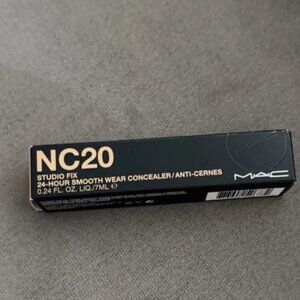 NC20
STUDIO FIX
24-HOUR SMOOTH WEAR CONCEALER/ANTI-CERNES
0.24 FL. OZ. LIQ./7ML ℮
MAC